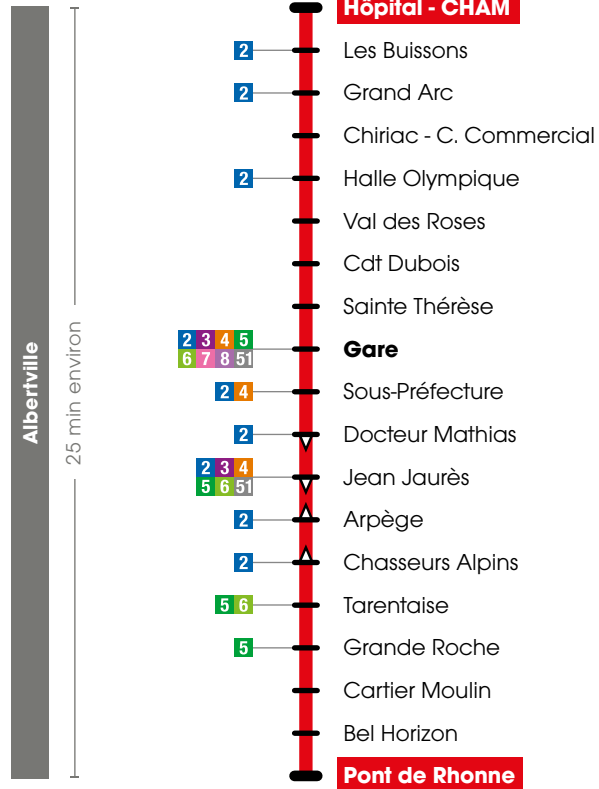 Hôpital - CHAM
2 Les Buissons
2 Grand Arc
Chiriac - C. Commercial
2 Halle Olympique
Val des Roses
Cdt Dubois
Sainte Thérèse
2 3 4 5
6 7 8 51
Gare
2 4 Sous-Préfecture
2 Docteur Mathias
2 3 4
5 6 51
Jean Jaurès
2 Arpège
2 Chasseurs Alpins
5 6 Tarentaise
5 Grande Roche
Cartier Moulin
Bel Horizon
Pont de Rhonne
Albertville
25 min environ